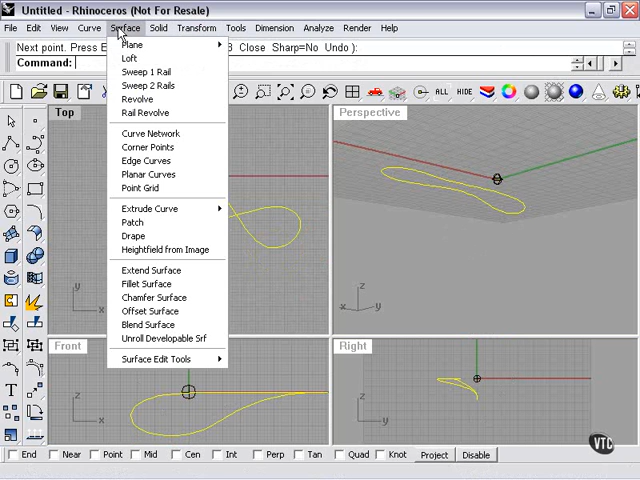 Untitled - Rhinoceros (Not For Resale)
File Edit View Curve Surface Solid Transform Tools Dimension Analyze Render Help
Next point. Press E
8 Close Sharp=No Undo ):
Command:
ALL HIDE
Top
Perspective
Plane
Loft
Sweep 1 Rail
Sweep 2 Rails
Revolve
Rail Revolve
Curve Network
Corner Points
Edge Curves
Planar Curves
Point Grid
Extrude Curve
Patch
Drape
Heightfield from Image
Extend Surface
Fillet Surface
Chamfer Surface
Offset Surface
Blend Surface
Unroll Developable Srf
Surface Edit Tools
y
x
z
x
y
Front
Right
z
x
z
y
T
VTC
End Near Point Mid Cen Int Perp Tan Quad Knot Project Disable